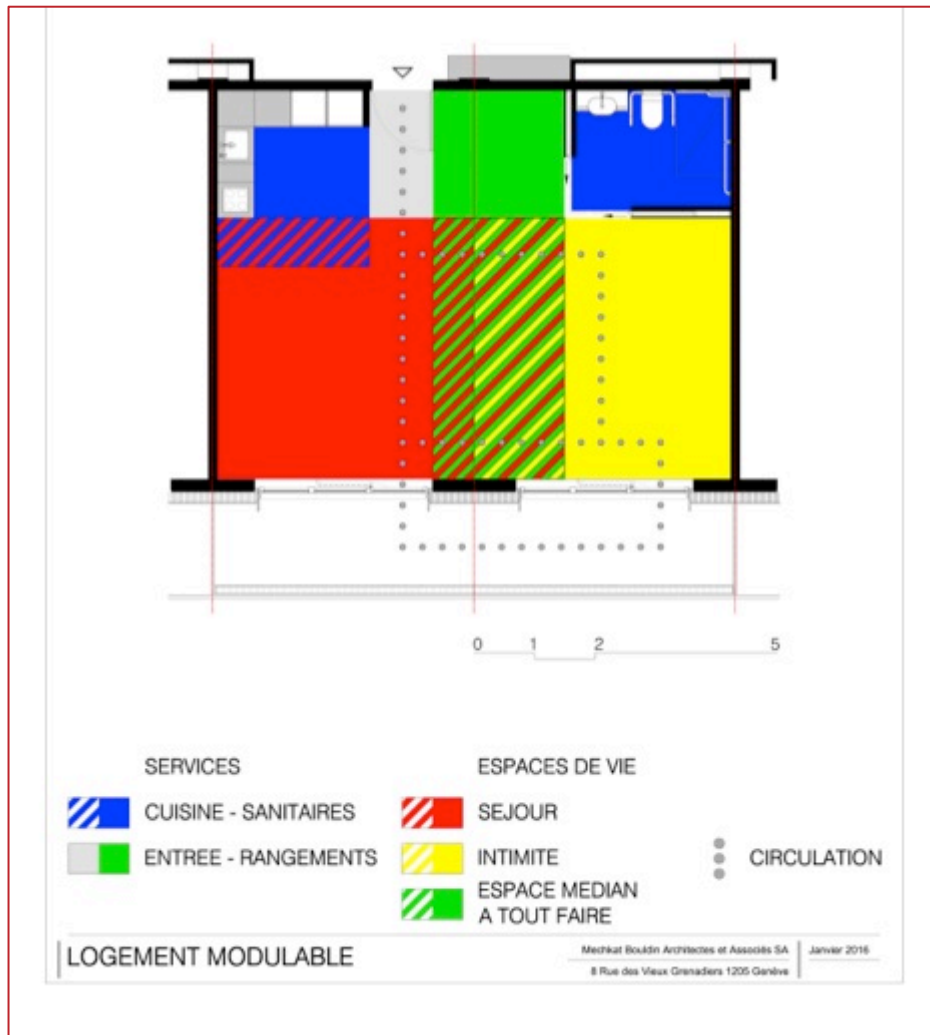 0 1 2 5
SERVICES
ESPACES DE VIE
CUISINE - SANITAIRES
SEJOUR
ENTREE - RANGEMENTS
INTIMITE
CIRCULATION
ESPACE MEDIAN
A TOUT FAIRE
LOGEMENT MODULABLE
Mechkat Bouldin Architectes et Associés SA
Janvier 2016
8 Rue des Vieux Grenadiers 1205 Genève